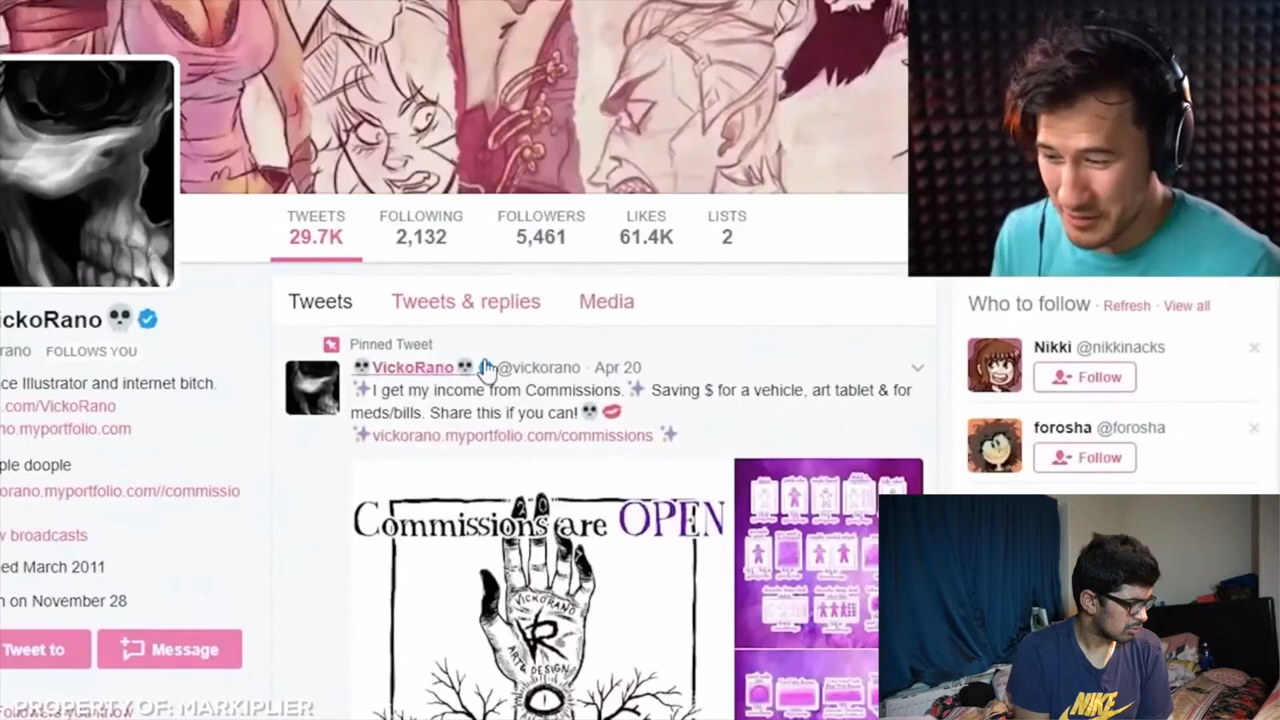 TWEETS FOLLOWING FOLLOWERS LIKES LISTS
29.7K 2,132 5,461 61.4K 2
Tweets Tweets & replies Media
Who to follow · Refresh · View all
ickoRano💀
rano FOLLOWS YOU
Pinned Tweet
💀VickoRano💀 @vickorano · Apr 20
✨I get my income from Commissions.✨ Saving $ for a vehicle, art tablet & for
meds/bills. Share this if you can!💀💋
✨vickorano.myportfolio.com/commissions ✨
Nikki @nikkinacks
Follow
forosha @forosha
Follow
ce Illustrator and internet bitch.
.com/VickoRano
no.myportfolio.com
ple doople
orano.myportfolio.com//commissio
w broadcasts
ned March 2011
n on November 28
Tweet to
Message
Commissions are OPEN
VICKORANO
R
ART & DESIGN
NIKE
PROPERTY OF: MARKIPLIER